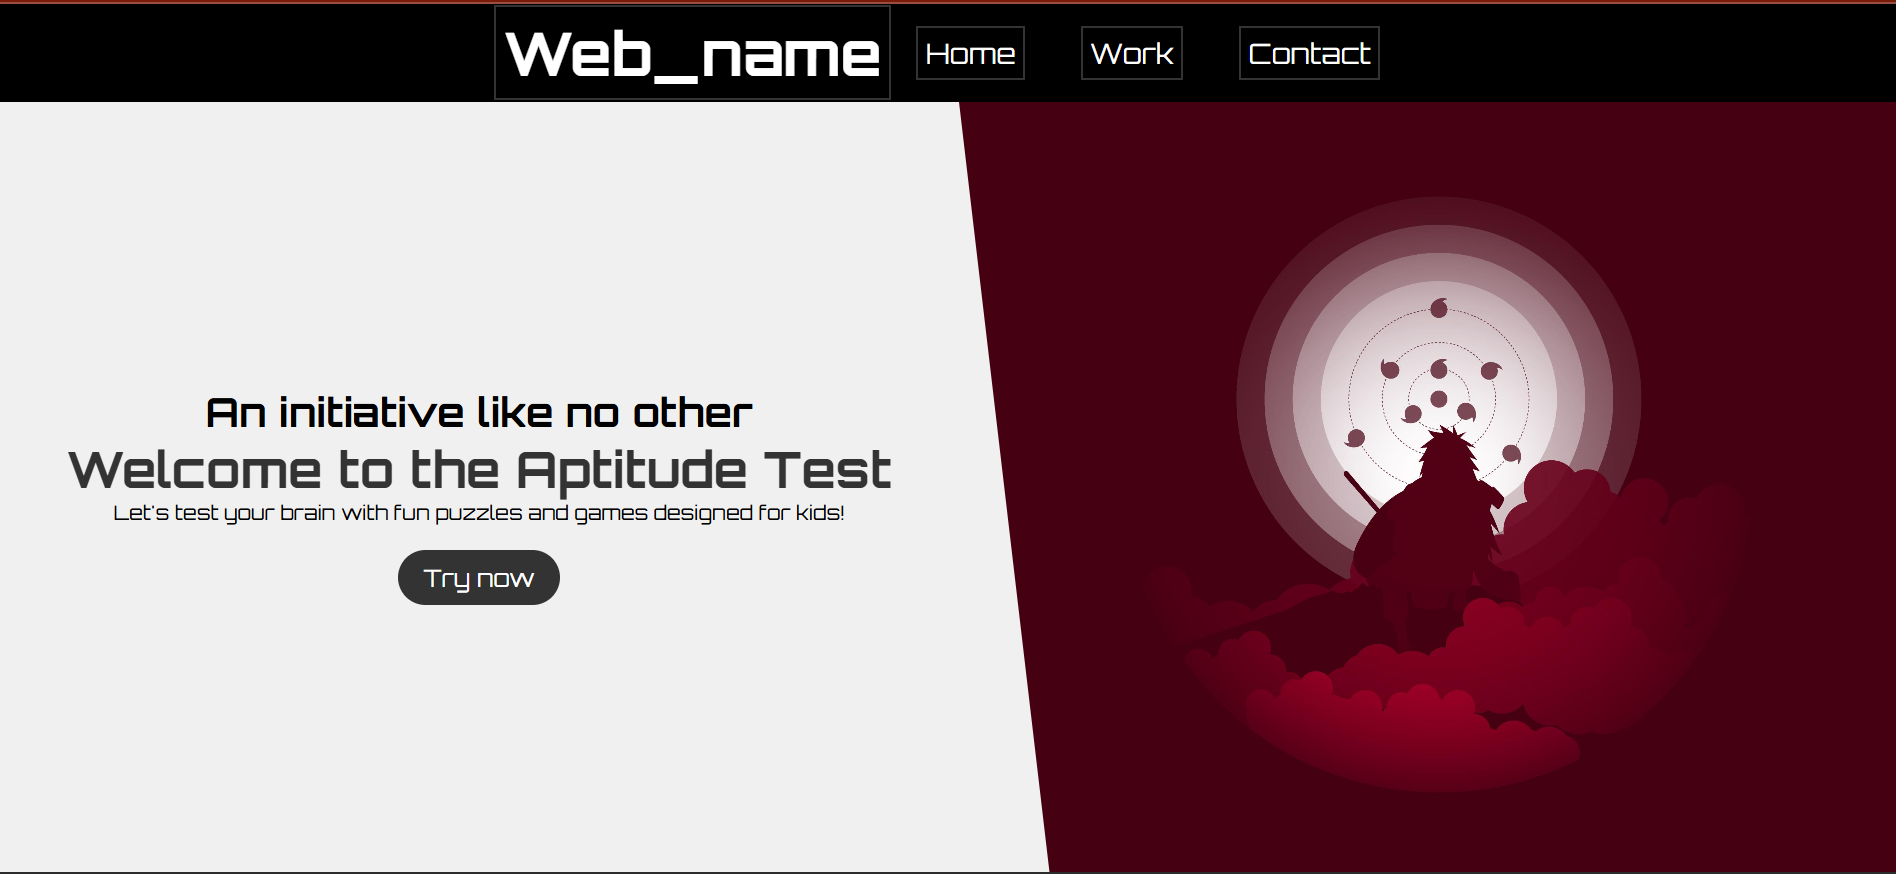 Web_name
Home
Work
Contact
An initiative like no other
Welcome to the Aptitude Test
Let's test your brain with fun puzzles and games designed for kids!
Try now